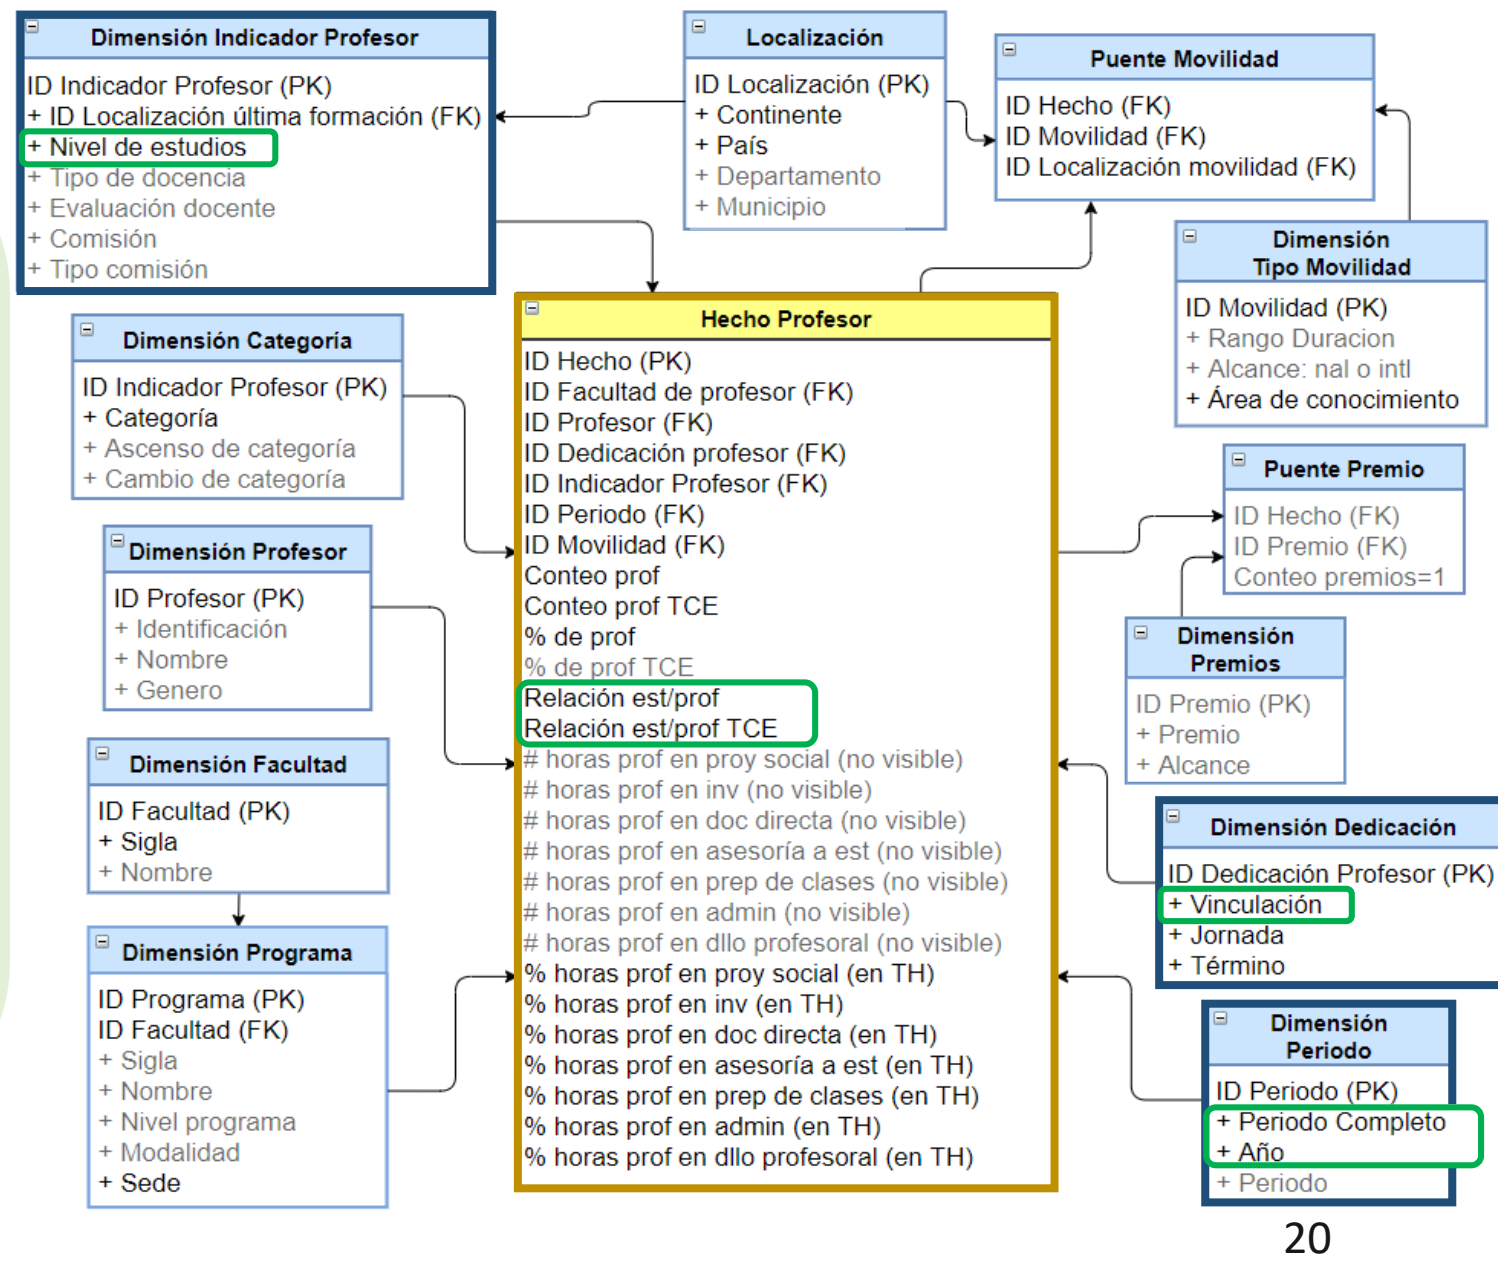 Dimensión Indicador Profesor
ID Indicador Profesor (PK)
+ ID Localización última formación (FK)
+ Nivel de estudios
+ Tipo de docencia
+ Evaluación docente
+ Comisión
+ Tipo comisión
Localización
ID Localización (PK)
+ Continente
+ País
+ Departamento
+ Municipio
Puente Movilidad
ID Hecho (FK)
ID Movilidad (FK)
ID Localización movilidad (FK)
Dimensión
Tipo Movilidad
ID Movilidad (PK)
+ Rango Duracion
+ Alcance: nal o intl
+ Área de conocimiento
Dimensión Categoría
ID Indicador Profesor (PK)
+ Categoría
+ Ascenso de categoría
+ Cambio de categoría
Dimensión Profesor
ID Profesor (PK)
+ Identificación
+ Nombre
+ Genero
Dimensión Facultad
ID Facultad (PK)
+ Sigla
+ Nombre
Dimensión Programa
ID Programa (PK)
ID Facultad (FK)
+ Sigla
+ Nombre
+ Nivel programa
+ Modalidad
+ Sede
Hecho Profesor
ID Hecho (PK)
ID Facultad de profesor (FK)
ID Profesor (FK)
ID Dedicación profesor (FK)
ID Indicador Profesor (FK)
ID Periodo (FK)
ID Movilidad (FK)
Conteo prof
Conteo prof TCE
% de prof
% de prof TCE
Relación est/prof
Relación est/prof TCE
# horas prof en proy social (no visible)
# horas prof en inv (no visible)
# horas prof en doc directa (no visible)
# horas prof en asesoría a est (no visible)
# horas prof en prep de clases (no visible)
# horas prof en admin (no visible)
# horas prof en dllo profesoral (no visible)
% horas prof en proy social (en TH)
% horas prof en inv (en TH)
% horas prof en doc directa (en TH)
% horas prof en asesoría a est (en TH)
% horas prof en prep de clases (en TH)
% horas prof en admin (en TH)
% horas prof en dllo profesoral (en TH)
Puente Premio
ID Hecho (FK)
ID Premio (FK)
Conteo premios=1
Dimensión
Premios
ID Premio (PK)
+ Premio
+ Alcance
Dimensión Dedicación
ID Dedicación Profesor (PK)
+ Vinculación
+ Jornada
+ Término
Dimensión
Periodo
ID Periodo (PK)
+ Periodo Completo
+ Año
+ Periodo
20